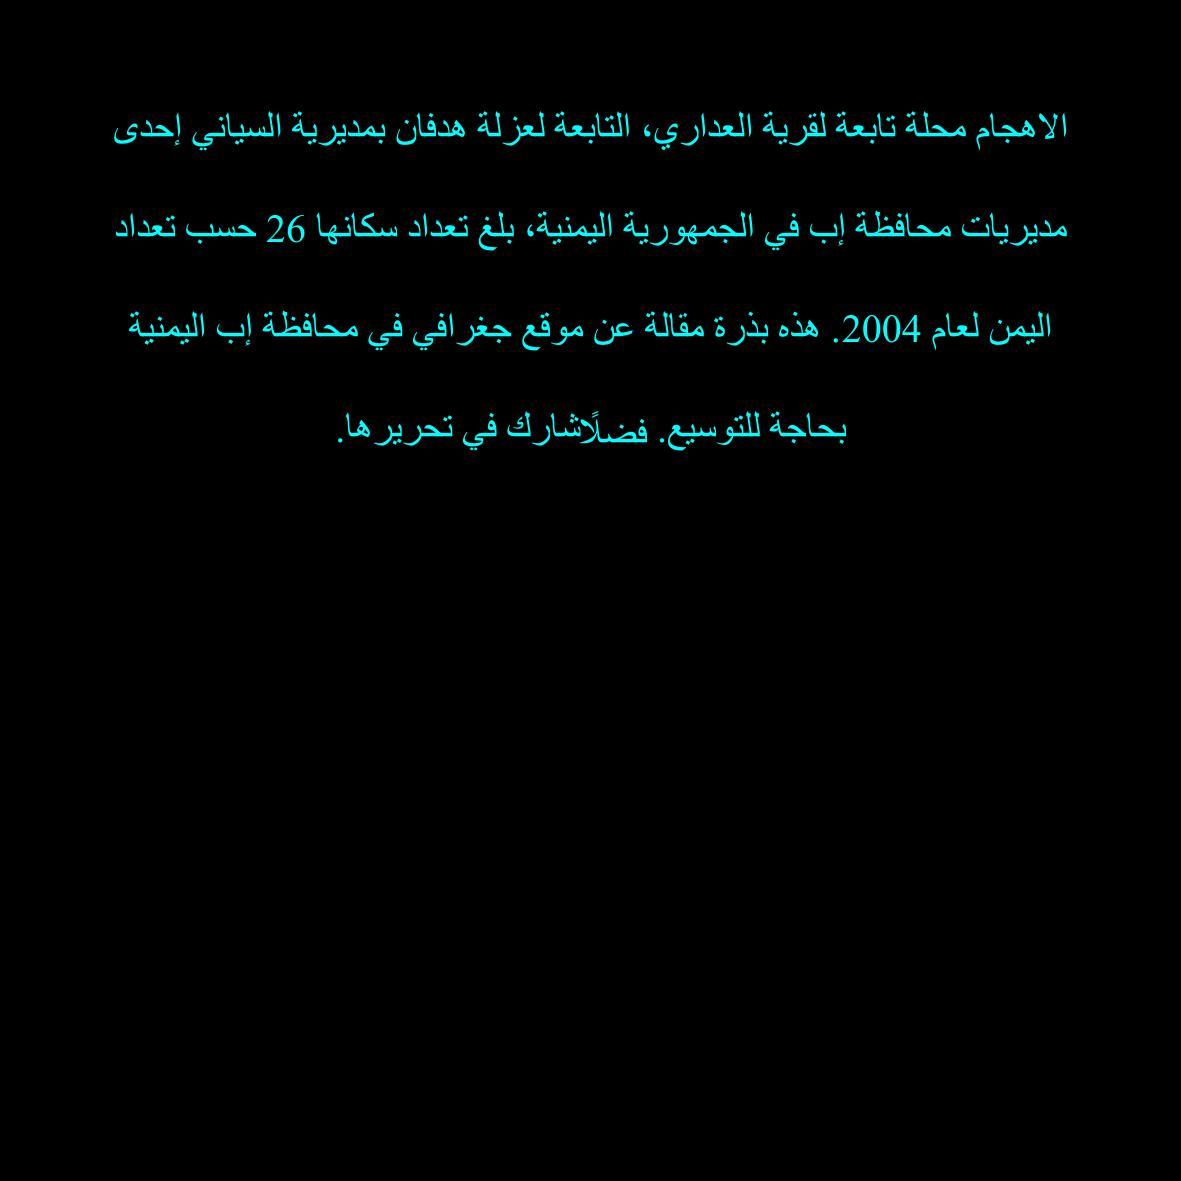 الاهجام محلة تابعة لقرية العداري، التابعة لعزلة هدفان بمديرية السياني إحدى
مديريات محافظة إب في الجمهورية اليمنية، بلغ تعداد سكانها 26 حسب تعداد
اليمن لعام 2004. هذه بذرة مقالة عن موقع جغرافي في محافظة إب اليمنية
بحاجة للتوسيع. فضلًاشارك في تحريرها.